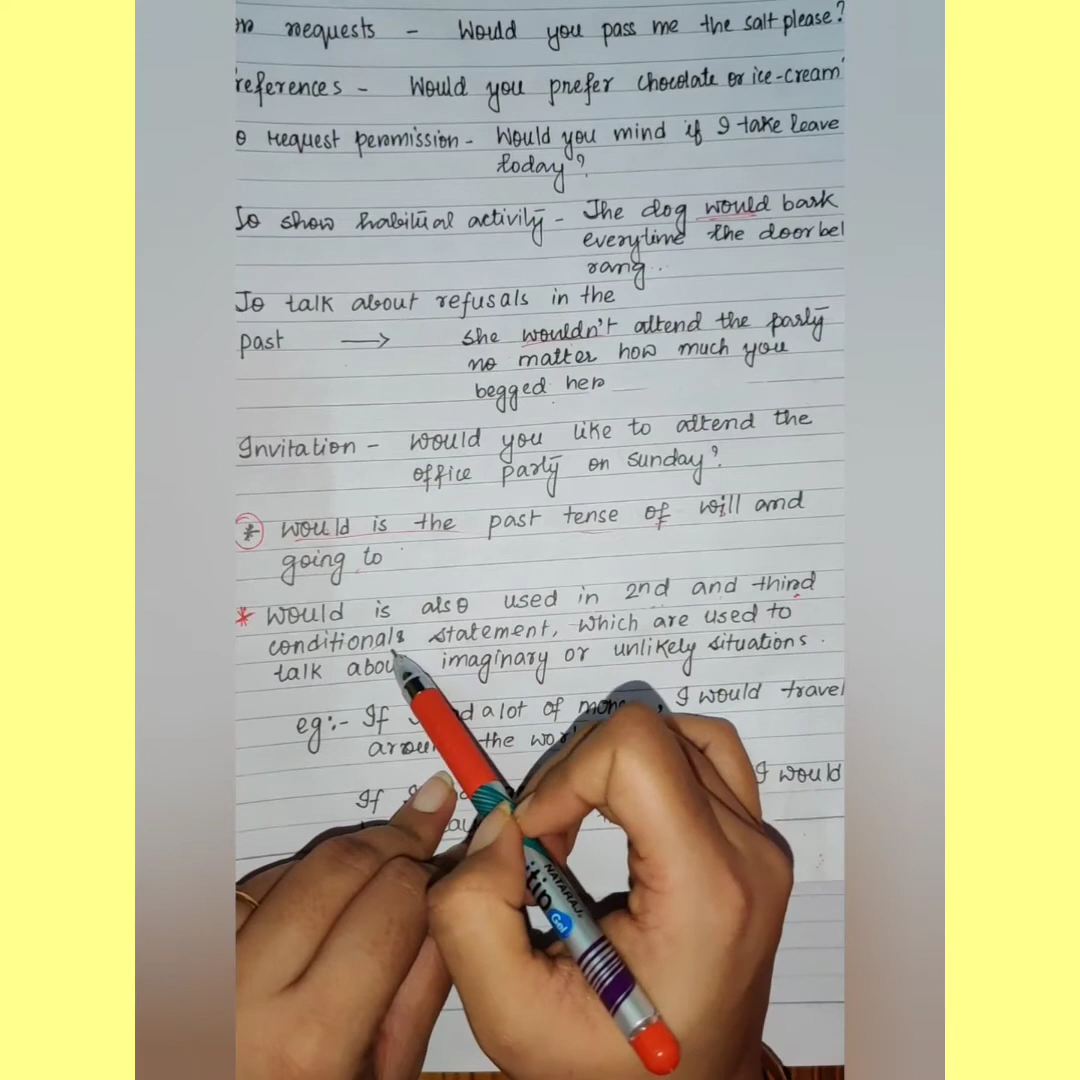 requests - Would you pass me the salt please?
references - Would you prefer chocolate or ice-cream
o request permission - Would you mind if I take leave
today?
To show habitual activity - The dog would bark
everytime the doorbel
rang.
To talk about refusals in the
past → she wouldn't attend the party
no matter how much you
begged her
Invitation - would you like to attend the
office party on sunday?
* would is the past tense of will and
going to
* would is also used in 2nd and third
conditionals statement, which are used to
talk abou imaginary or unlikely situations.
eg:- If a lot of , I would travel
the
If I would
NATARAJ
Gel